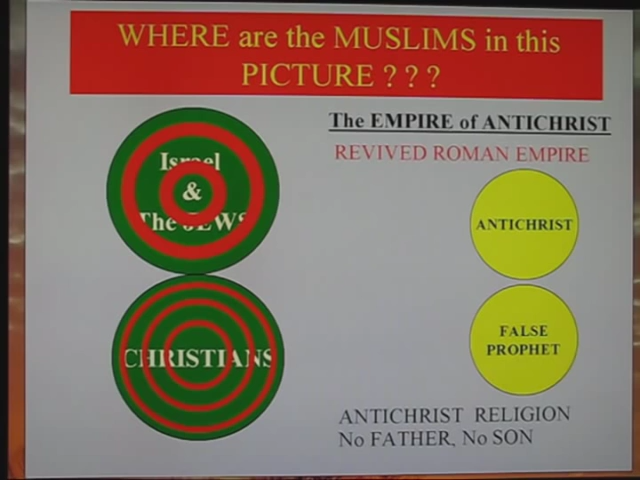 WHERE are the MUSLIMS in this
PICTURE ? ? ?
Israel
&
The JEWS
CHRISTIANS
The EMPIRE of ANTICHRIST
REVIVED ROMAN EMPIRE
ANTICHRIST
FALSE
PROPHET
ANTICHRIST RELIGION
No FATHER, No SON